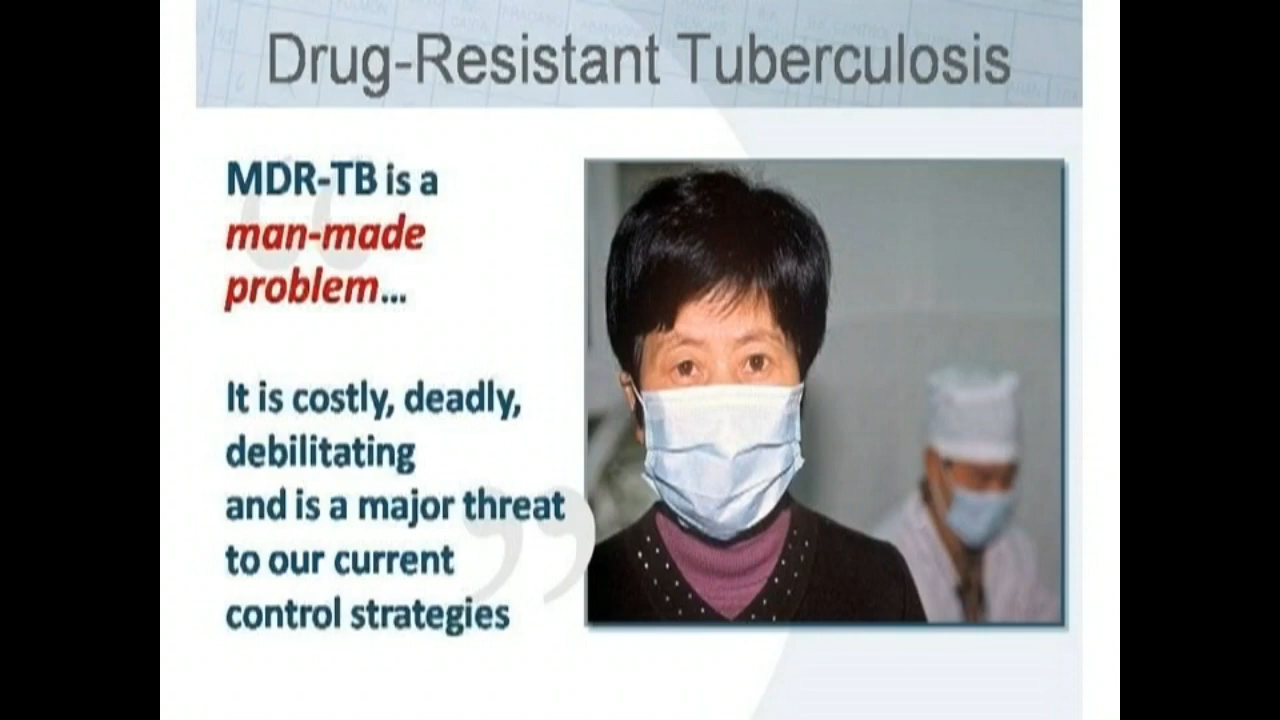 Drug-Resistant Tuberculosis
MDR-TB is a
man-made
problem...
It is costly, deadly,
debilitating
and is a major threat
to our current
control strategies